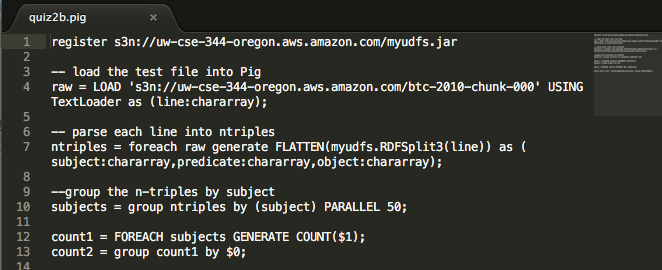 quiz2b.pig ×
1 register s3n://uw-cse-344-oregon.aws.amazon.com/myudfs.jar
2
3 -- load the test file into Pig
4 raw = LOAD 's3n://uw-cse-344-oregon.aws.amazon.com/btc-2010-chunk-000' USING
TextLoader as (line:chararray);
5
6 -- parse each line into ntriples
7 ntriples = foreach raw generate FLATTEN(myudfs.RDFSplit3(line)) as (
subject:chararray,predicate:chararray,object:chararray);
8
9 --group the n-triples by subject
10 subjects = group ntriples by (subject) PARALLEL 50;
11
12 count1 = FOREACH subjects GENERATE COUNT($1);
13 count2 = group count1 by $0;
14